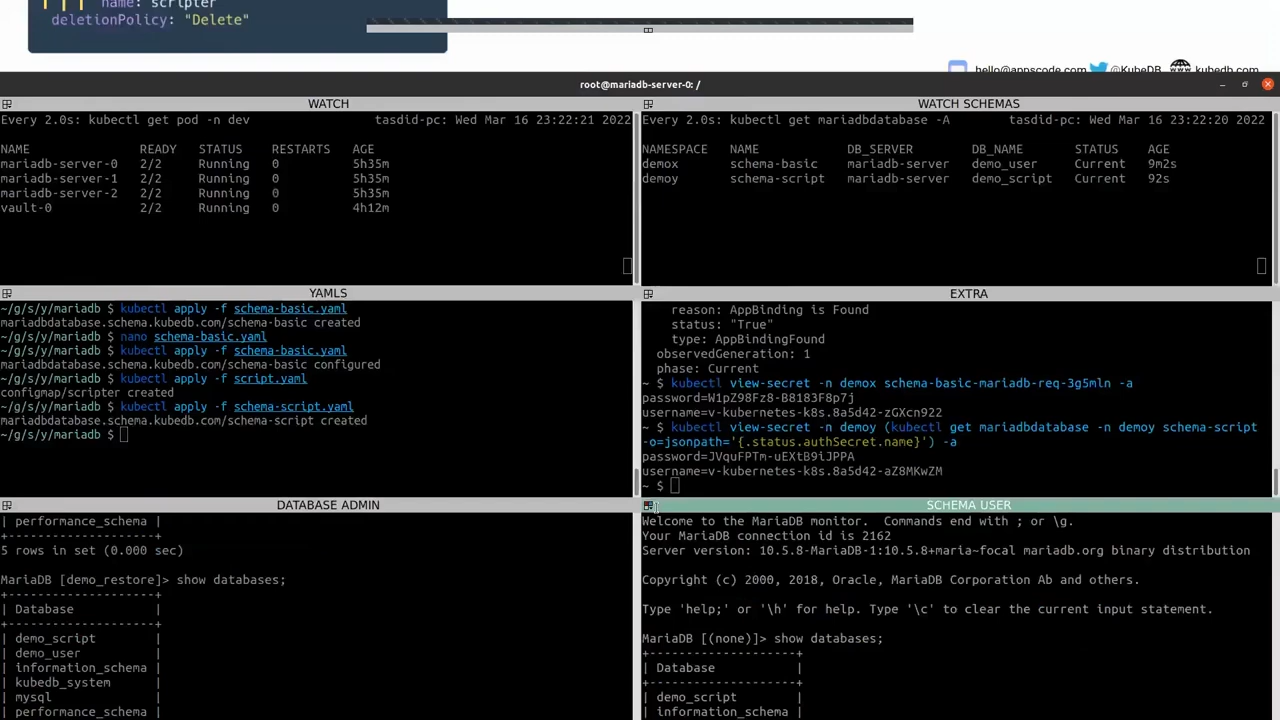 name: scripter
deletionPolicy: "Delete"
hello@appscode.com @KubeDB www kubedb.com
root@mariadb-server-0: /
WATCH
Every 2.0s: kubectl get pod -n dev tasdid-pc: Wed Mar 16 23:22:21 2022
NAME READY STATUS RESTARTS AGE
mariadb-server-0 2/2 Running 0 5h35m
mariadb-server-1 2/2 Running 0 5h35m
mariadb-server-2 2/2 Running 0 5h35m
vault-0 2/2 Running 0 4h12m
WATCH SCHEMAS
Every 2.0s: kubectl get mariadbdatabase -A tasdid-pc: Wed Mar 16 23:22:20 2022
NAMESPACE NAME DB_SERVER DB_NAME STATUS AGE
demox schema-basic mariadb-server demo_user Current 9m2s
demoy schema-script mariadb-server demo_script Current 92s
YAMLS
~/g/s/y/mariadb $ kubectl apply -f schema-basic.yaml
mariadbdatabase.schema.kubedb.com/schema-basic created
~/g/s/y/mariadb $ nano schema-basic.yaml
~/g/s/y/mariadb $ kubectl apply -f schema-basic.yaml
mariadbdatabase.schema.kubedb.com/schema-basic configured
~/g/s/y/mariadb $ kubectl apply -f script.yaml
configmap/scripter created
~/g/s/y/mariadb $ kubectl apply -f schema-script.yaml
mariadbdatabase.schema.kubedb.com/schema-script created
~/g/s/y/mariadb $
EXTRA
reason: AppBinding is Found
status: "True"
type: AppBindingFound
observedGeneration: 1
phase: Current
~ $ kubectl view-secret -n demox schema-basic-mariadb-req-3g5mln -a
password=W1pZ98Fz8-B8183F8p7j
username=v-kubernetes-k8s.8a5d42-zGXcn922
~ $ kubectl view-secret -n demoy (kubectl get mariadbdatabase -n demoy schema-script
-o=jsonpath='{.status.authSecret.name}') -a
password=JVquFPTm-uEXtB9iJPPA
username=v-kubernetes-k8s.8a5d42-aZ8MKwZM
~ $
DATABASE ADMIN
| performance_schema |
+--------------------+
5 rows in set (0.000 sec)
MariaDB [demo_restore]> show databases;
+--------------------+
| Database |
+--------------------+
| demo_script |
| demo_user |
| information_schema |
| kubedb_system |
| mysql |
| performance_schema |
SCHEMA USER
Welcome to the MariaDB monitor. Commands end with ; or \g.
Your MariaDB connection id is 2162
Server version: 10.5.8-MariaDB-1:10.5.8+maria~focal mariadb.org binary distribution
Copyright (c) 2000, 2018, Oracle, MariaDB Corporation Ab and others.
Type 'help;' or '\h' for help. Type '\c' to clear the current input statement.
MariaDB [(none)]> show databases;
+--------------------+
| Database |
+--------------------+
| demo_script |
| information_schema |